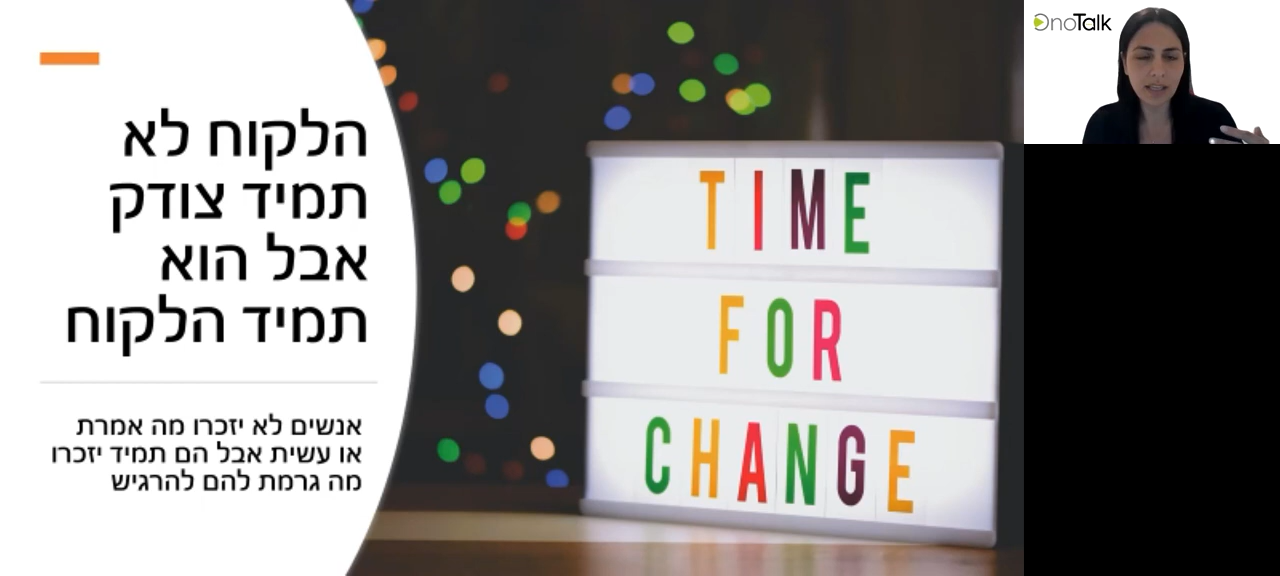 הלקוח לא
תמיד צודק
אבל הוא
תמיד הלקוח
אנשים לא יזכרו מה אמרת
או עשית אבל הם תמיד יזכרו
מה גרמת להם להרגיש
TIME
FOR
CHANGE
OnoTalk